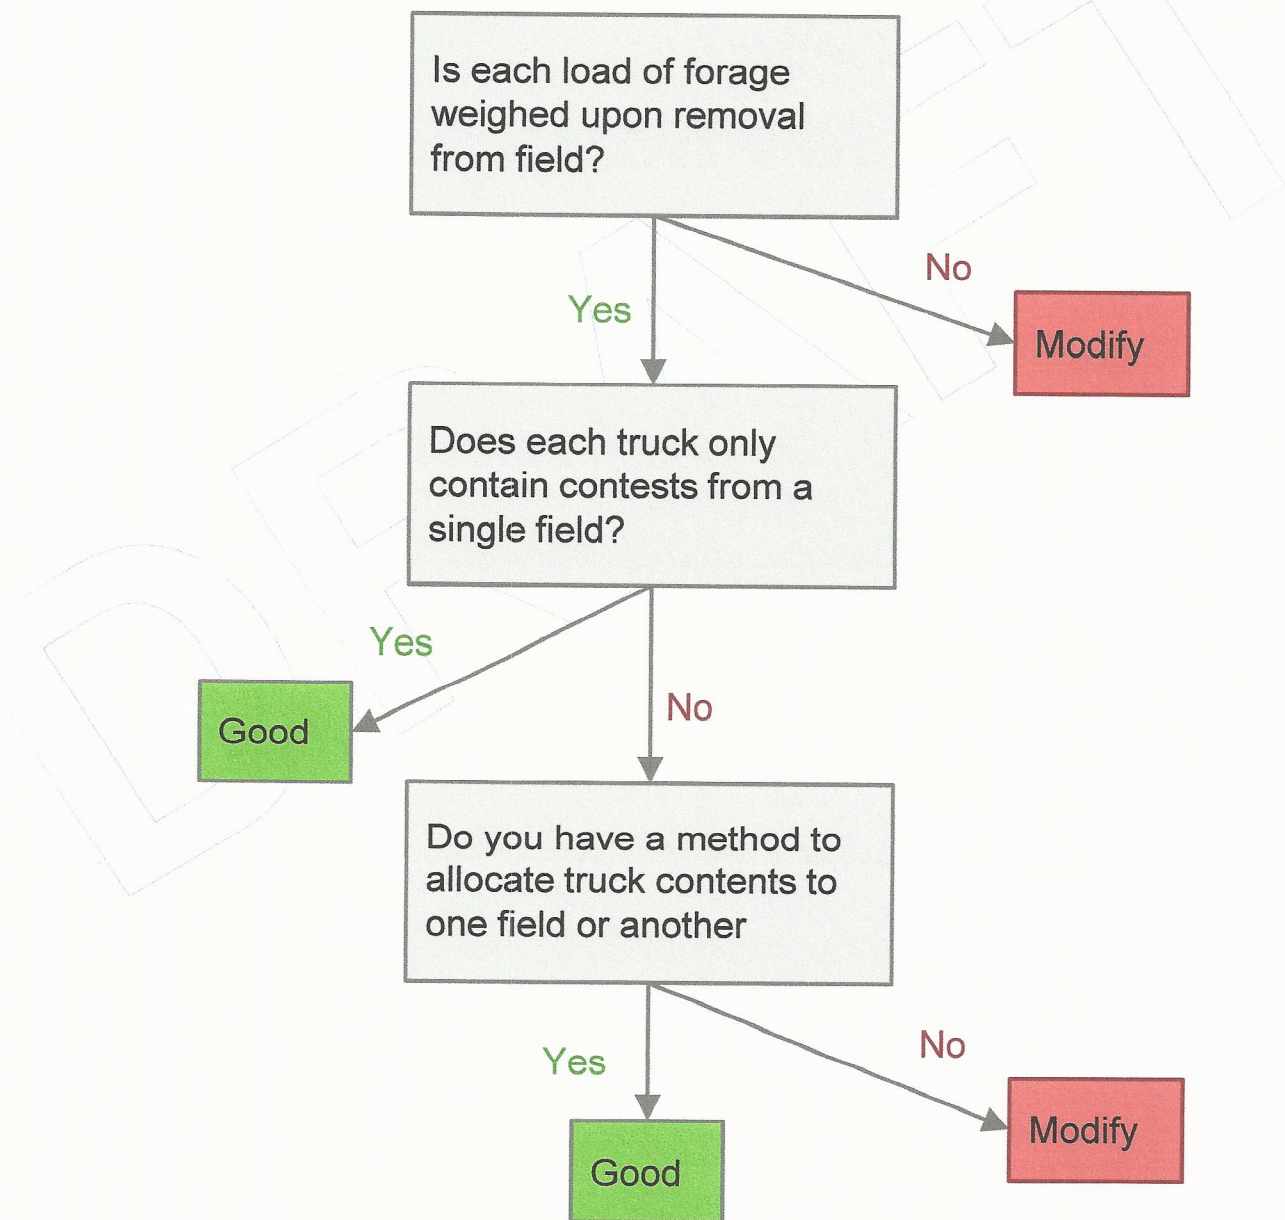 Is each load of forage
weighed upon removal
from field?
No
Yes
Modify
Does each truck only
contain contests from a
single field?
Yes
No
Good
Do you have a method to
allocate truck contents to
one field or another
No
Yes
Modify
Good
DRAFT